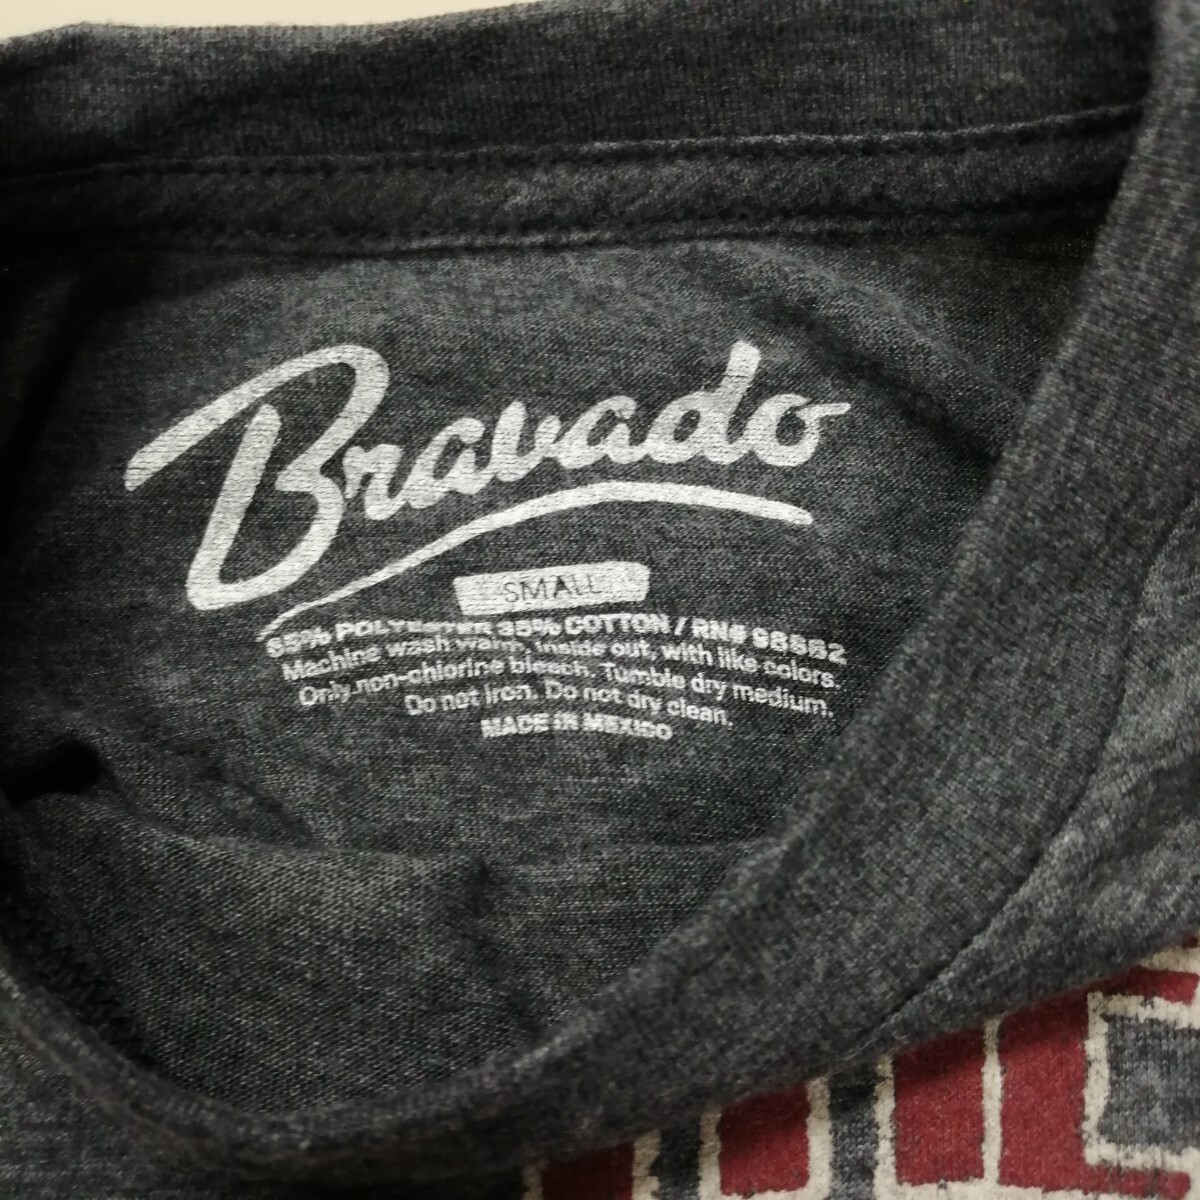 Bravado
SMALL
65% POLYESTER 35% COTTON / RN#
Machine wash warm, inside out, with like colors.
Only non-chlorine bleach. Tumble dry medium.
Do not iron. Do not dry clean.
MADE IN MEXICO